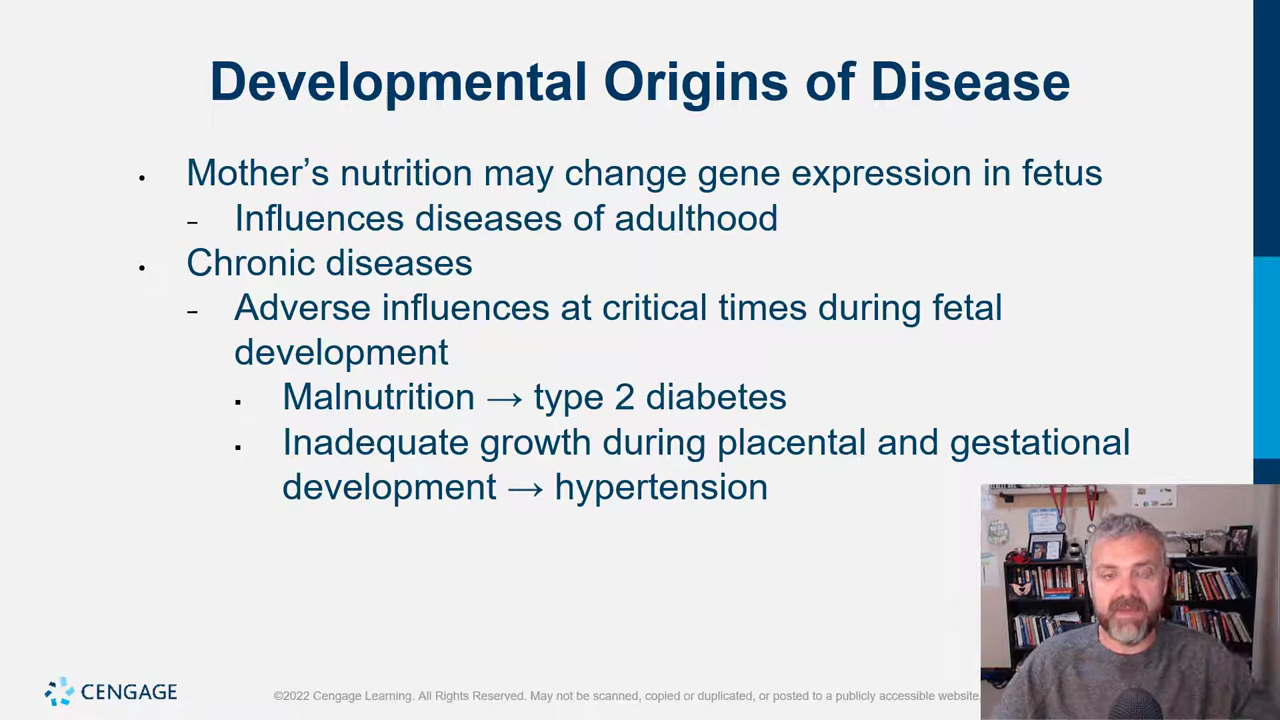 Developmental Origins of Disease
• Mother's nutrition may change gene expression in fetus
– Influences diseases of adulthood
• Chronic diseases
– Adverse influences at critical times during fetal
development
▪ Malnutrition → type 2 diabetes
▪ Inadequate growth during placental and gestational
development → hypertension
CENGAGE
©2022 Cengage Learning. All Rights Reserved. May not be scanned, copied or duplicated, or posted to a publicly accessible website,